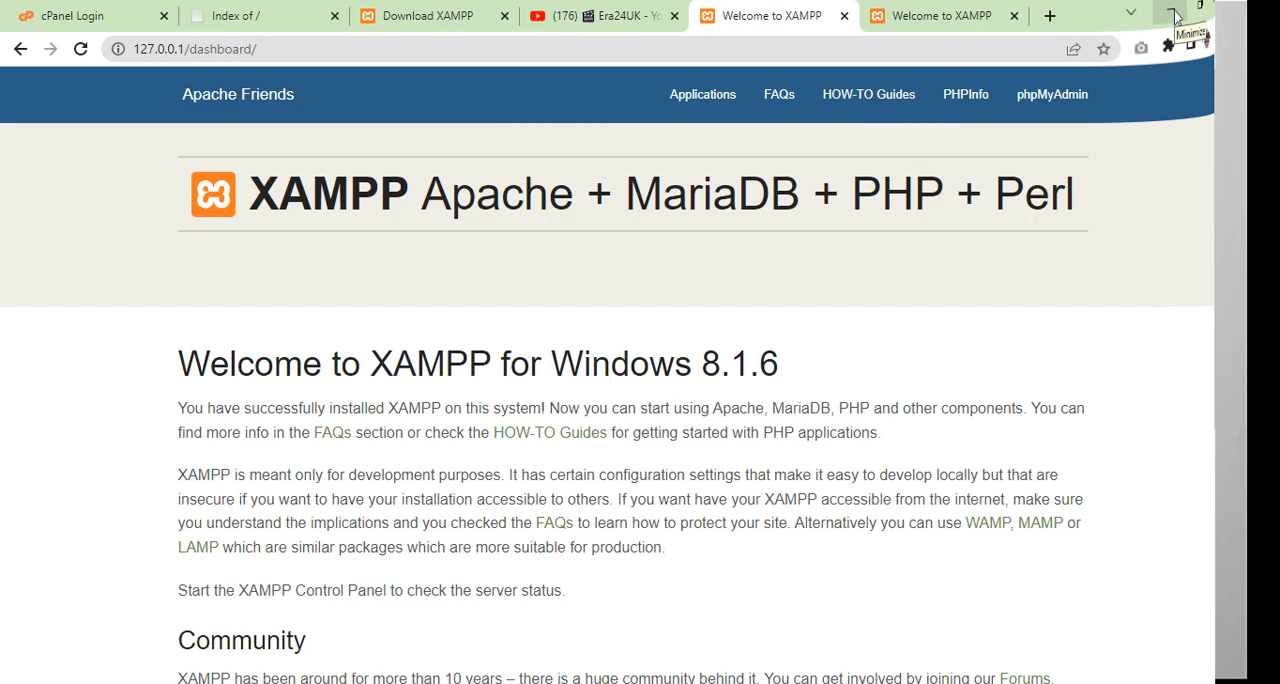 cPanel Login
Index of /
Download XAMPP
(176) Era24UK - Yo
Welcome to XAMPP
Welcome to XAMPP
Minimize
127.0.0.1/dashboard/
Apache Friends
Applications
FAQs
HOW-TO Guides
PHPInfo
phpMyAdmin
XAMPP Apache + MariaDB + PHP + Perl
Welcome to XAMPP for Windows 8.1.6
You have successfully installed XAMPP on this system! Now you can start using Apache, MariaDB, PHP and other components. You can
find more info in the FAQs section or check the HOW-TO Guides for getting started with PHP applications.
XAMPP is meant only for development purposes. It has certain configuration settings that make it easy to develop locally but that are
insecure if you want to have your installation accessible to others. If you want have your XAMPP accessible from the internet, make sure
you understand the implications and you checked the FAQs to learn how to protect your site. Alternatively you can use WAMP, MAMP or
LAMP which are similar packages which are more suitable for production.
Start the XAMPP Control Panel to check the server status.
Community
XAMPP has been around for more than 10 years – there is a huge community behind it. You can get involved by joining our Forums,